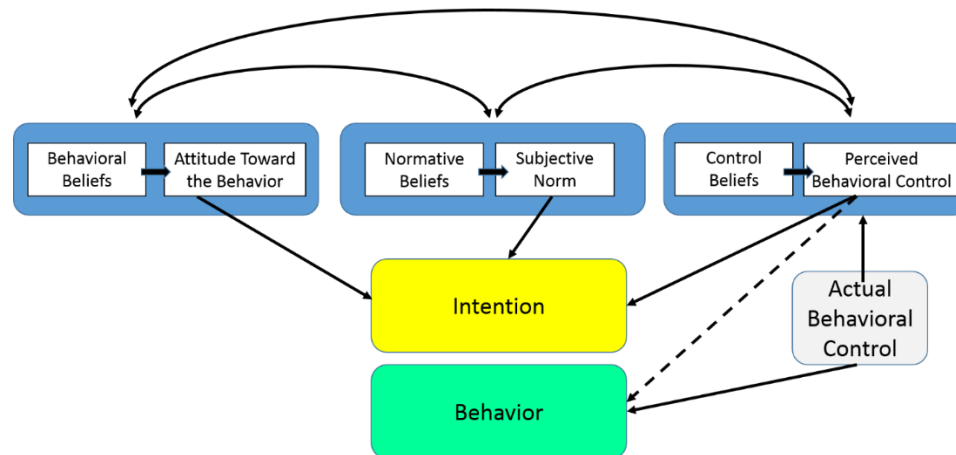 Behavioral
Beliefs
Attitude Toward
the Behavior
Normative
Beliefs
Subjective
Norm
Control
Beliefs
Perceived
Behavioral Control
Intention
Actual
Behavioral
Control
Behavior